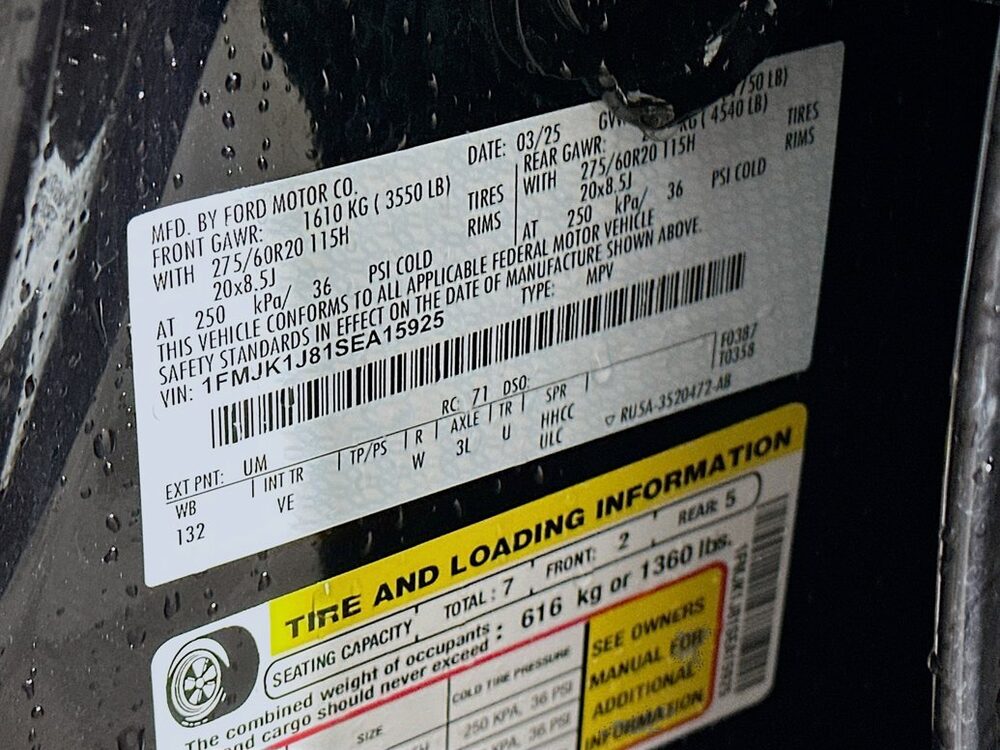 MFD. BY FORD MOTOR CO.
DATE: 03/25
750 LB)
FRONT GAWR: 1610 KG ( 3550 LB)
REAR GAWR: KG ( 4540 LB)
WITH 275/60R20 115H TIRES
WITH 275/60R20 115H TIRES
20x8.5J RIMS
20x8.5J RIMS
AT 250 kPa/ 36 PSI COLD
AT 250 kPa/ 36 PSI COLD
THIS VEHICLE CONFORMS TO ALL APPLICABLE FEDERAL MOTOR VEHICLE
SAFETY STANDARDS IN EFFECT ON THE DATE OF MANUFACTURE SHOWN ABOVE.
VIN: 1FMJK1J81SEA15925
TYPE: MPV
EXT PNT: UM
RC: 71 DSO:
F0387
T0358
WB INT TR TP/PS R AXLE TR SPR
132 VE W 3L U HHCC
ULC
▽ RU5A-3520472-AB
TIRE AND LOADING INFORMATION
SEATING CAPACITY TOTAL: 7 FRONT: 2 REAR: 5
The combined weight of occupants
and cargo should never exceed : 616 kg or 1360 lbs.
SIZE
COLD TIRE PRESSURE
250 KPA, 36 PSI
KPA, 36 PSI
SEE OWNERS
MANUAL FOR
ADDITIONAL
INFORMATION